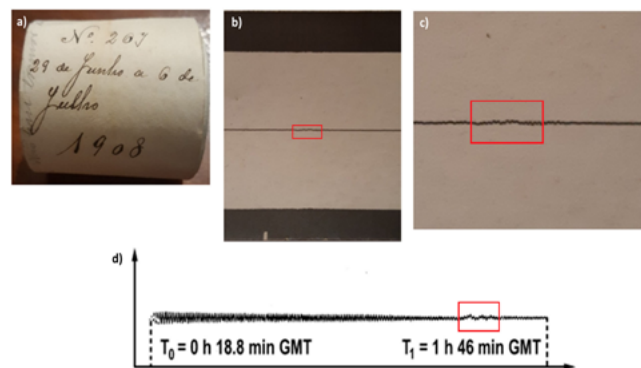 a)
Nº. 207
29 de Junho a 6 de
Julho
1908
b)
c)
d)
T₀ = 0 h 18.8 min GMT
T₁ = 1 h 46 min GMT